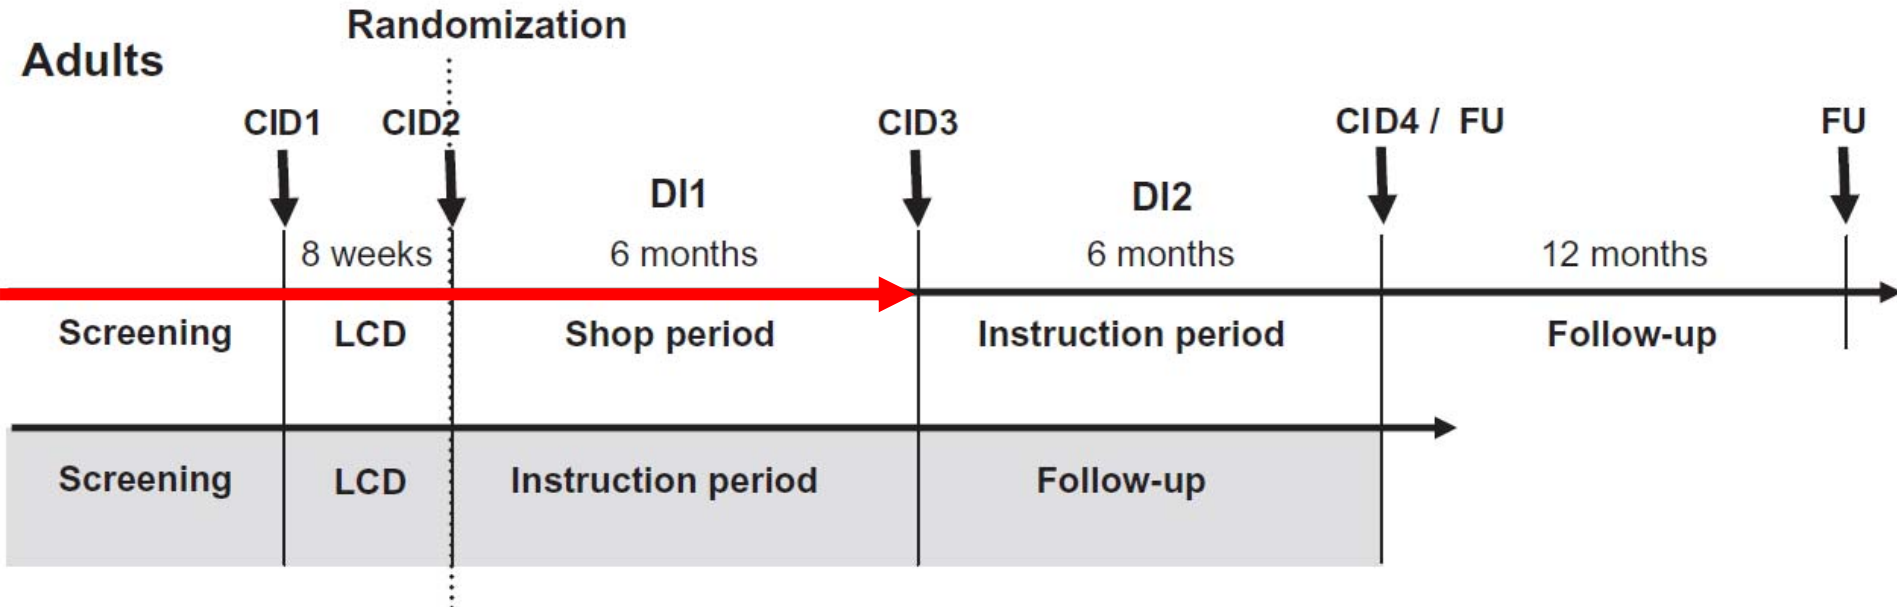 Randomization
Adults
CID1 CID2 CID3 CID4 / FU FU
DI1 DI2
8 weeks 6 months 6 months 12 months
Screening LCD Shop period Instruction period Follow-up
Screening LCD Instruction period Follow-up